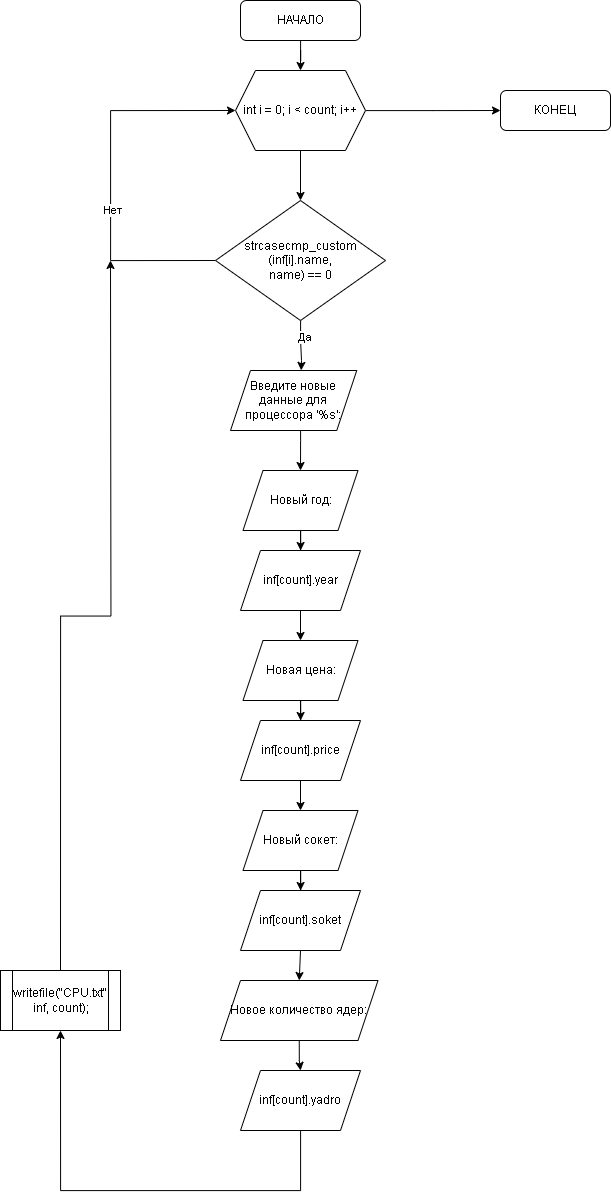 НАЧАЛО
int i = 0; i < count; i++
КОНЕЦ
Нет
strcasecmp_custom
(inf[i].name,
name) == 0
Да
Введите новые
данные для
процессора '%s':
Новый год:
inf[count].year
Новая цена:
inf[count].price
Новый сокет:
inf[count].soket
writefile("CPU.txt"
inf, count);
Новое количество ядер:
inf[count].yadro